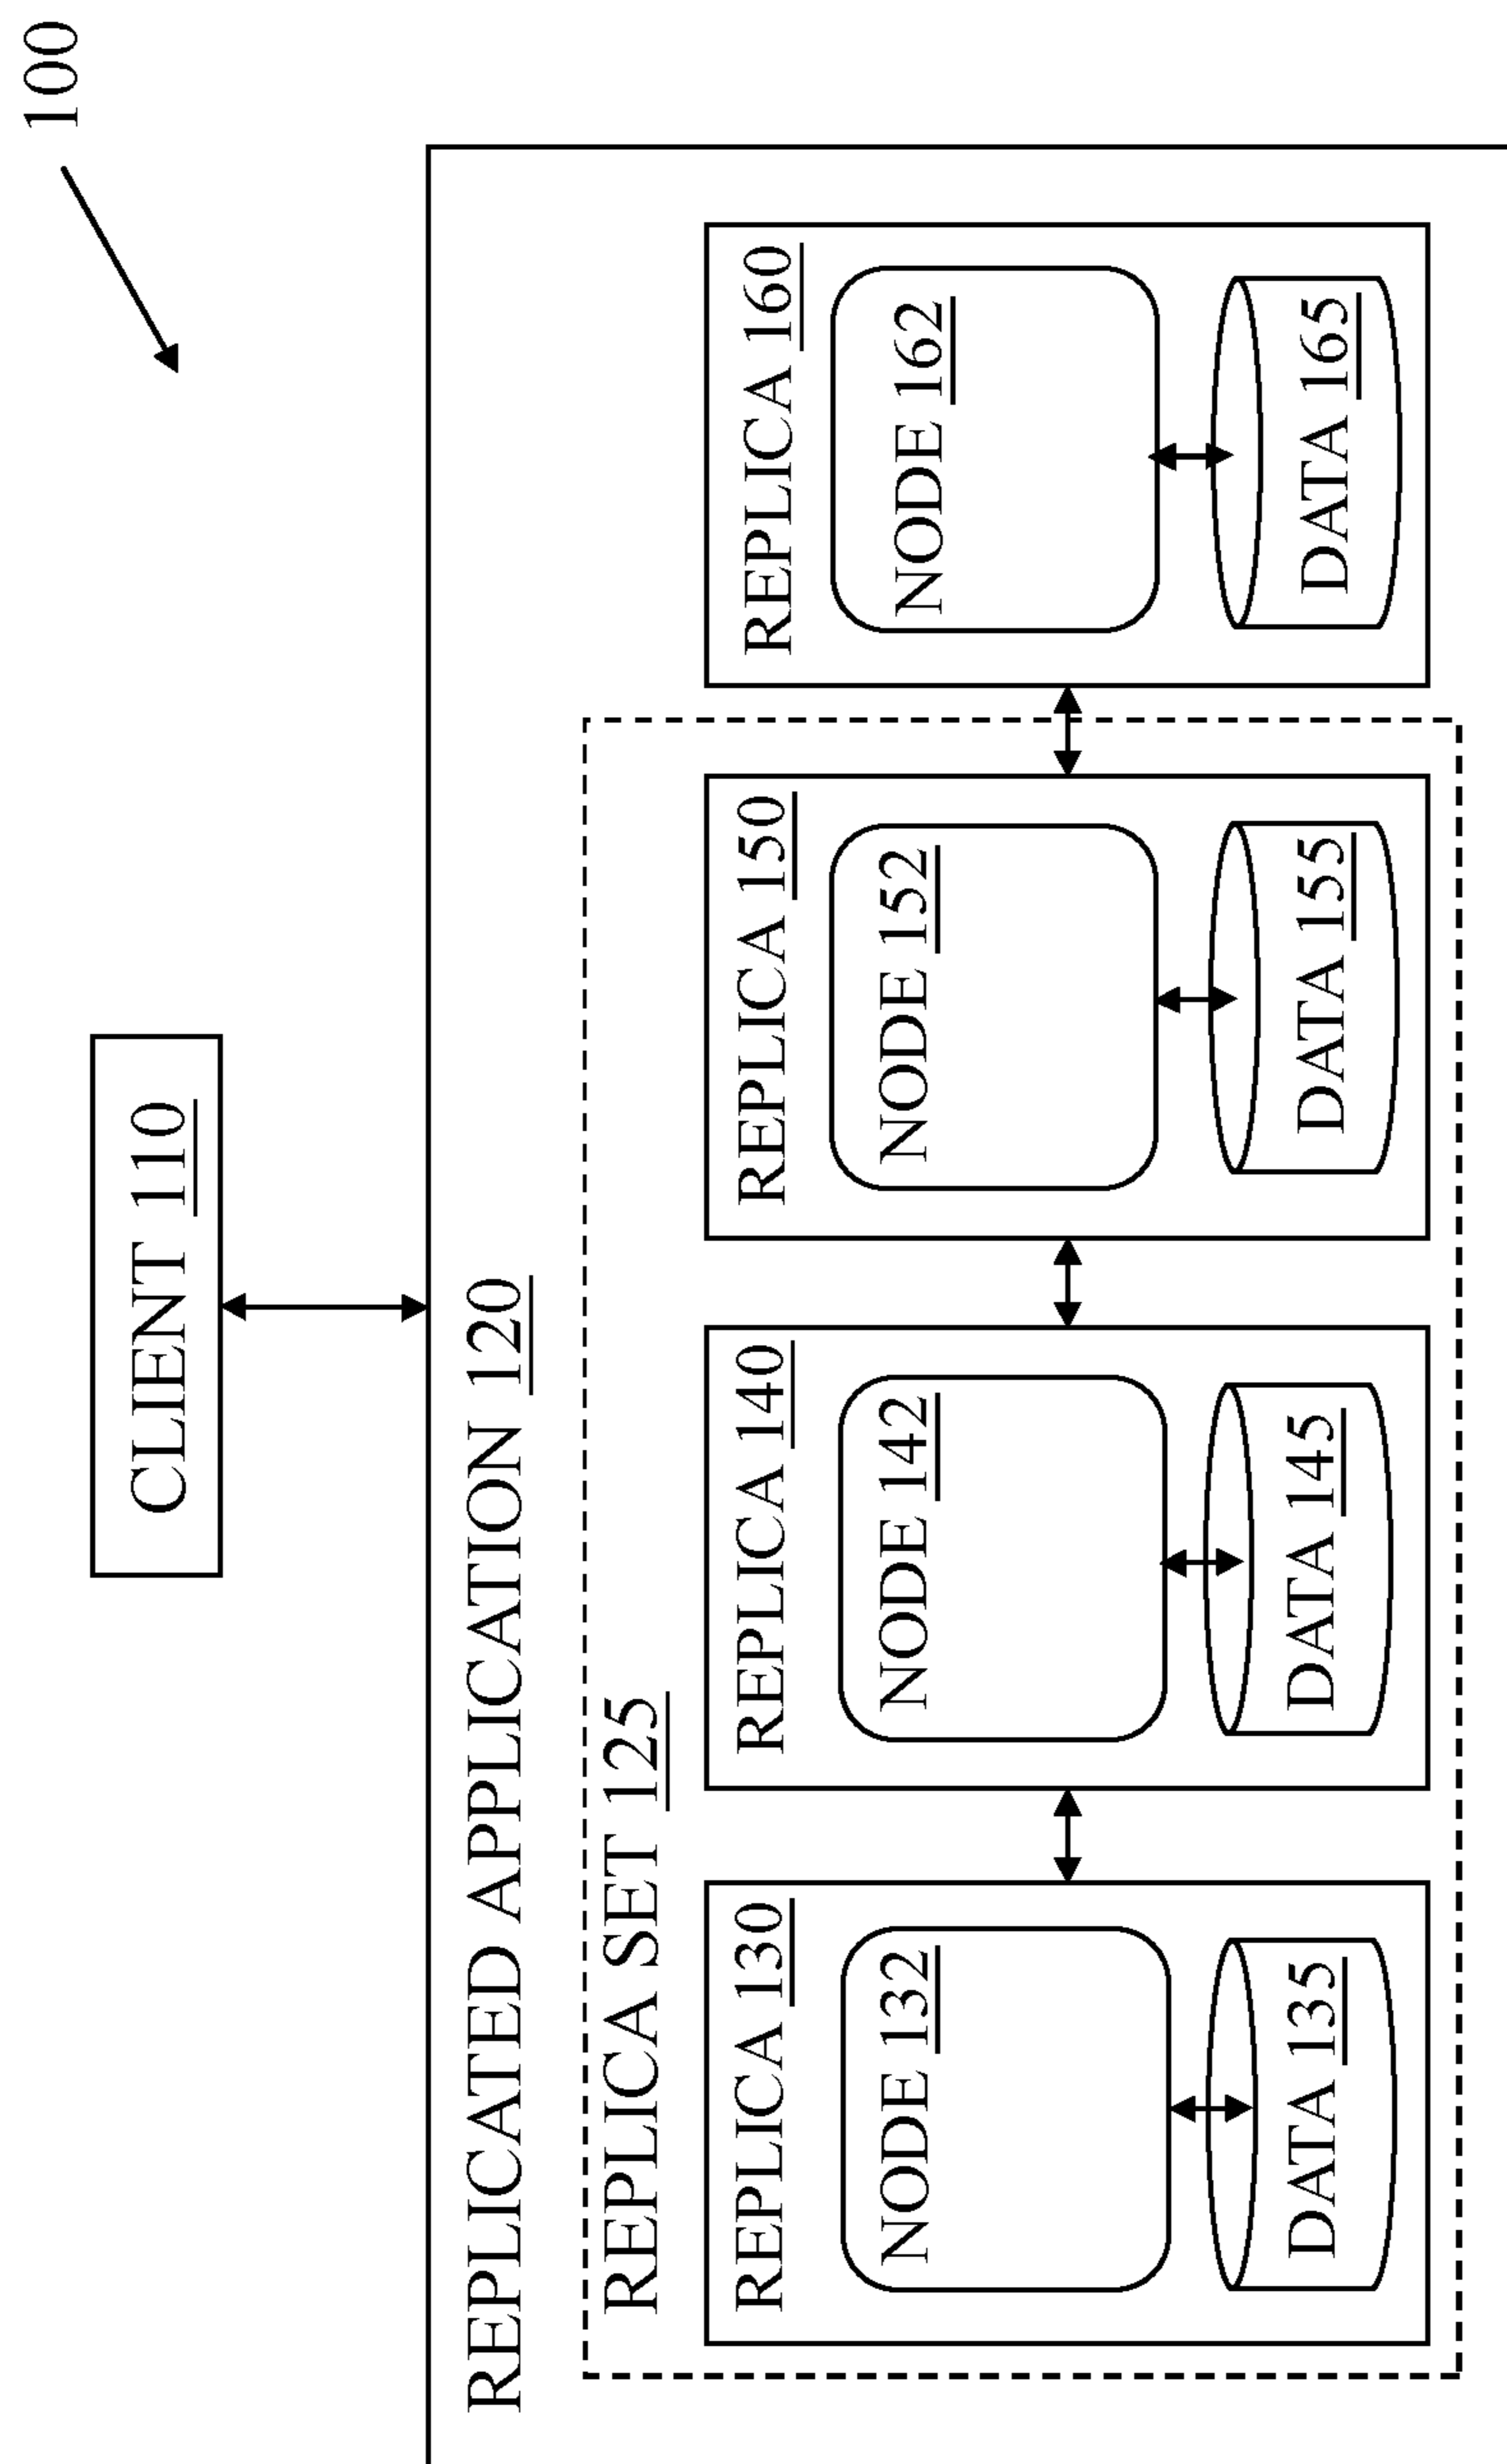 100
CLIENT 110
REPLICATED APPLICATION 120
REPLICA SET 125
REPLICA 130
NODE 132
DATA 135
REPLICA 140
NODE 142
DATA 145
REPLICA 150
NODE 152
DATA 155
REPLICA 160
NODE 162
DATA 165